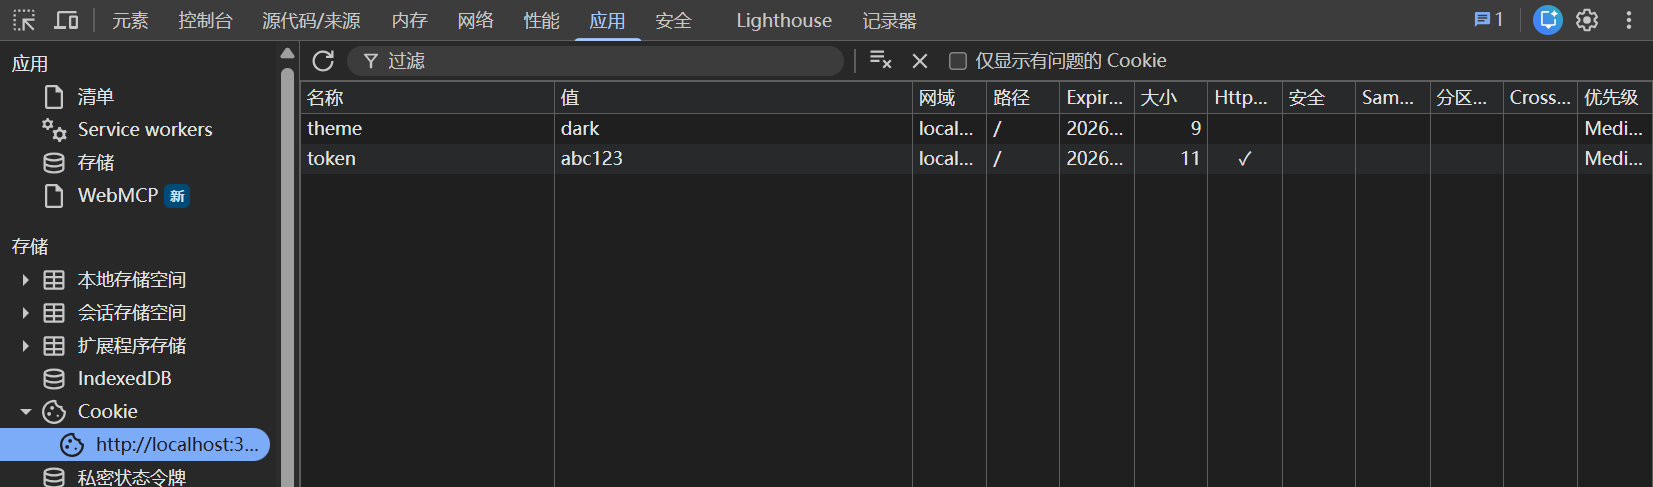 元素 控制台 源代码/来源 内存 网络 性能 应用 安全 Lighthouse 记录器 1
应用
清单
Service workers
存储
WebMCP 新
存储
本地存储空间
会话存储空间
扩展程序存储
IndexedDB
Cookie
http://localhost:3...
私密状态令牌
过滤 仅显示有问题的 Cookie
名称 值 网域 路径 Expir... 大小 Http... 安全 Sam... 分区... Cross... 优先级
theme dark local... / 2026... 9 Medi...
token abc123 local... / 2026... 11 ✓ Medi...